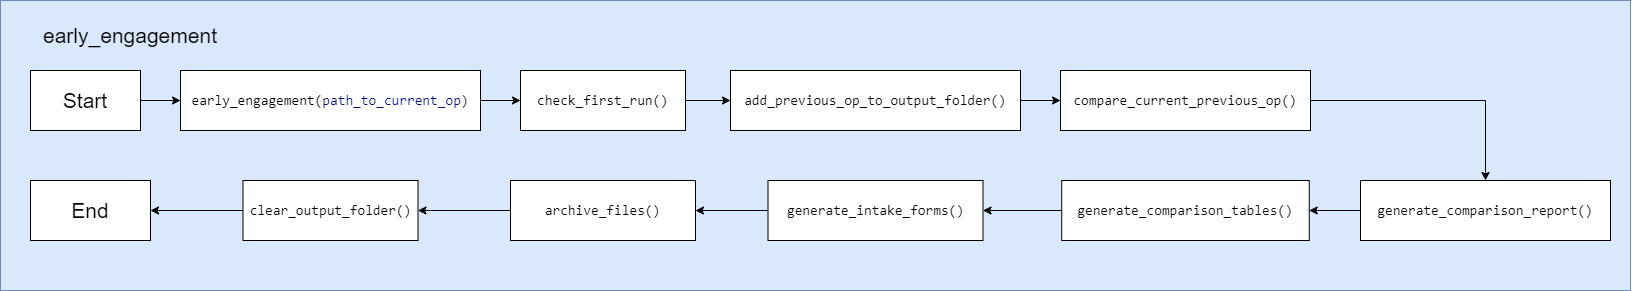 early_engagement
Start
early_engagement(path_to_current_op)
check_first_run()
add_previous_op_to_output_folder()
compare_current_previous_op()
generate_comparison_report()
generate_comparison_tables()
generate_intake_forms()
archive_files()
clear_output_folder()
End